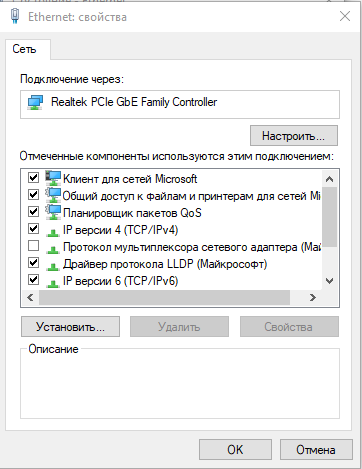 Ethernet: свойства
Сеть
Подключение через:
Realtek PCIe GbE Family Controller
Настроить...
Отмеченные компоненты используются этим подключением:
Клиент для сетей Microsoft
Общий доступ к файлам и принтерам для сетей Mi
Планировщик пакетов QoS
IP версии 4 (TCP/IPv4)
Протокол мультиплексора сетевого адаптера (Май
Драйвер протокола LLDP (Майкрософт)
IP версии 6 (TCP/IPv6)
Установить...
Удалить
Свойства
Описание
OK
Отмена